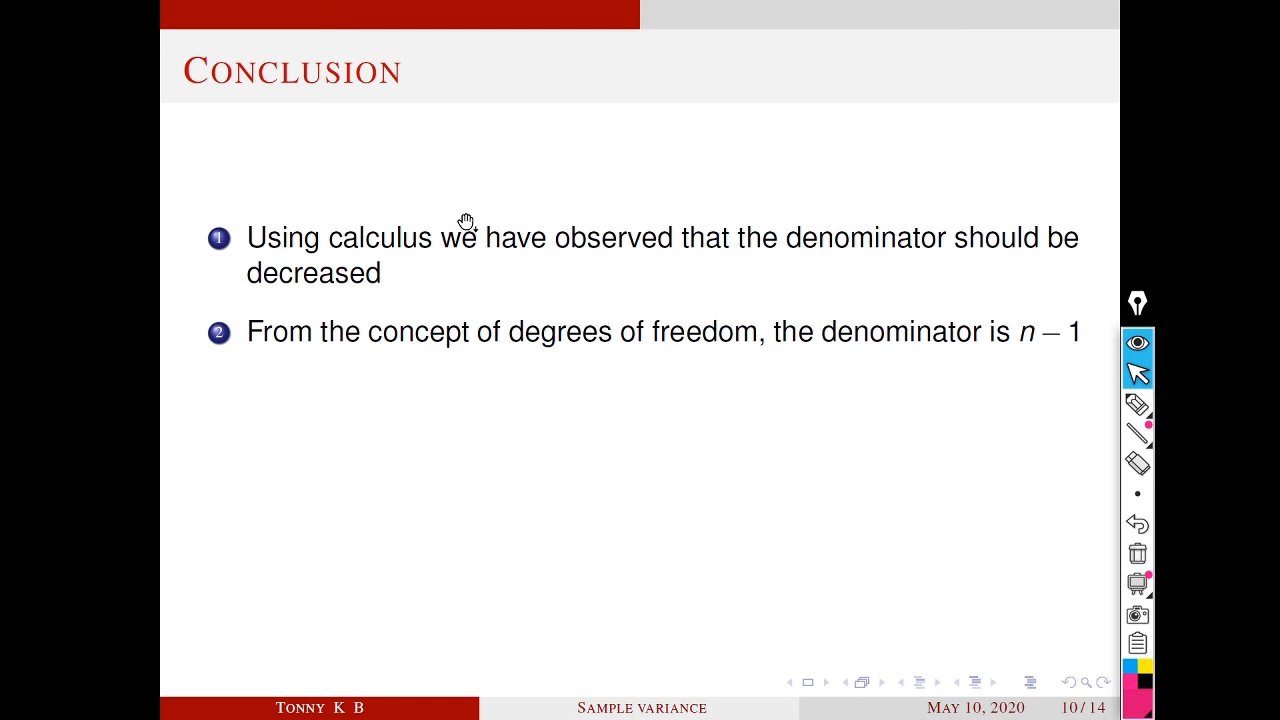 CONCLUSION
1 Using calculus we have observed that the denominator should be
decreased
2 From the concept of degrees of freedom, the denominator is n − 1
TONNY K B SAMPLE VARIANCE MAY 10, 2020 10 / 14